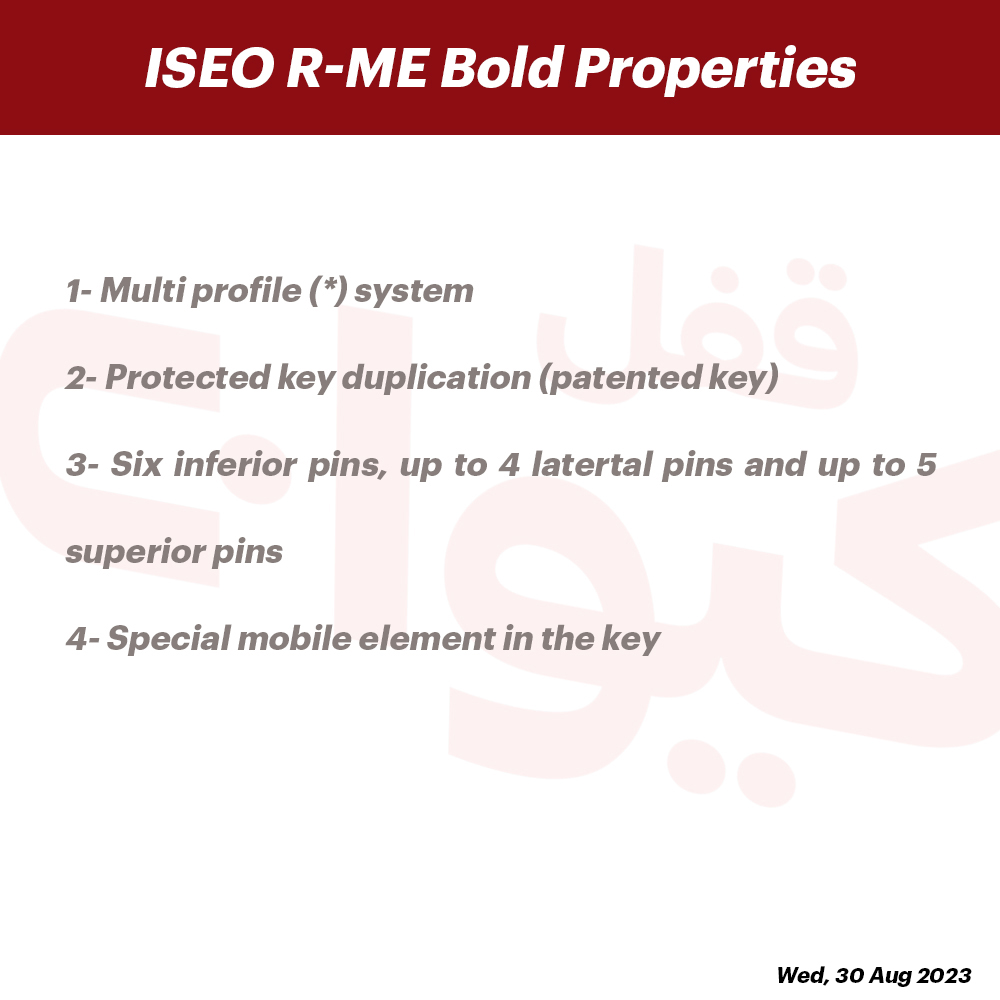 ISEO R-ME Bold Properties
قفل
کیوان
1- Multi profile (*) system
2- Protected key duplication (patented key)
3- Six inferior pins, up to 4 latertal pins and up to 5
superior pins
4- Special mobile element in the key
Wed, 30 Aug 2023